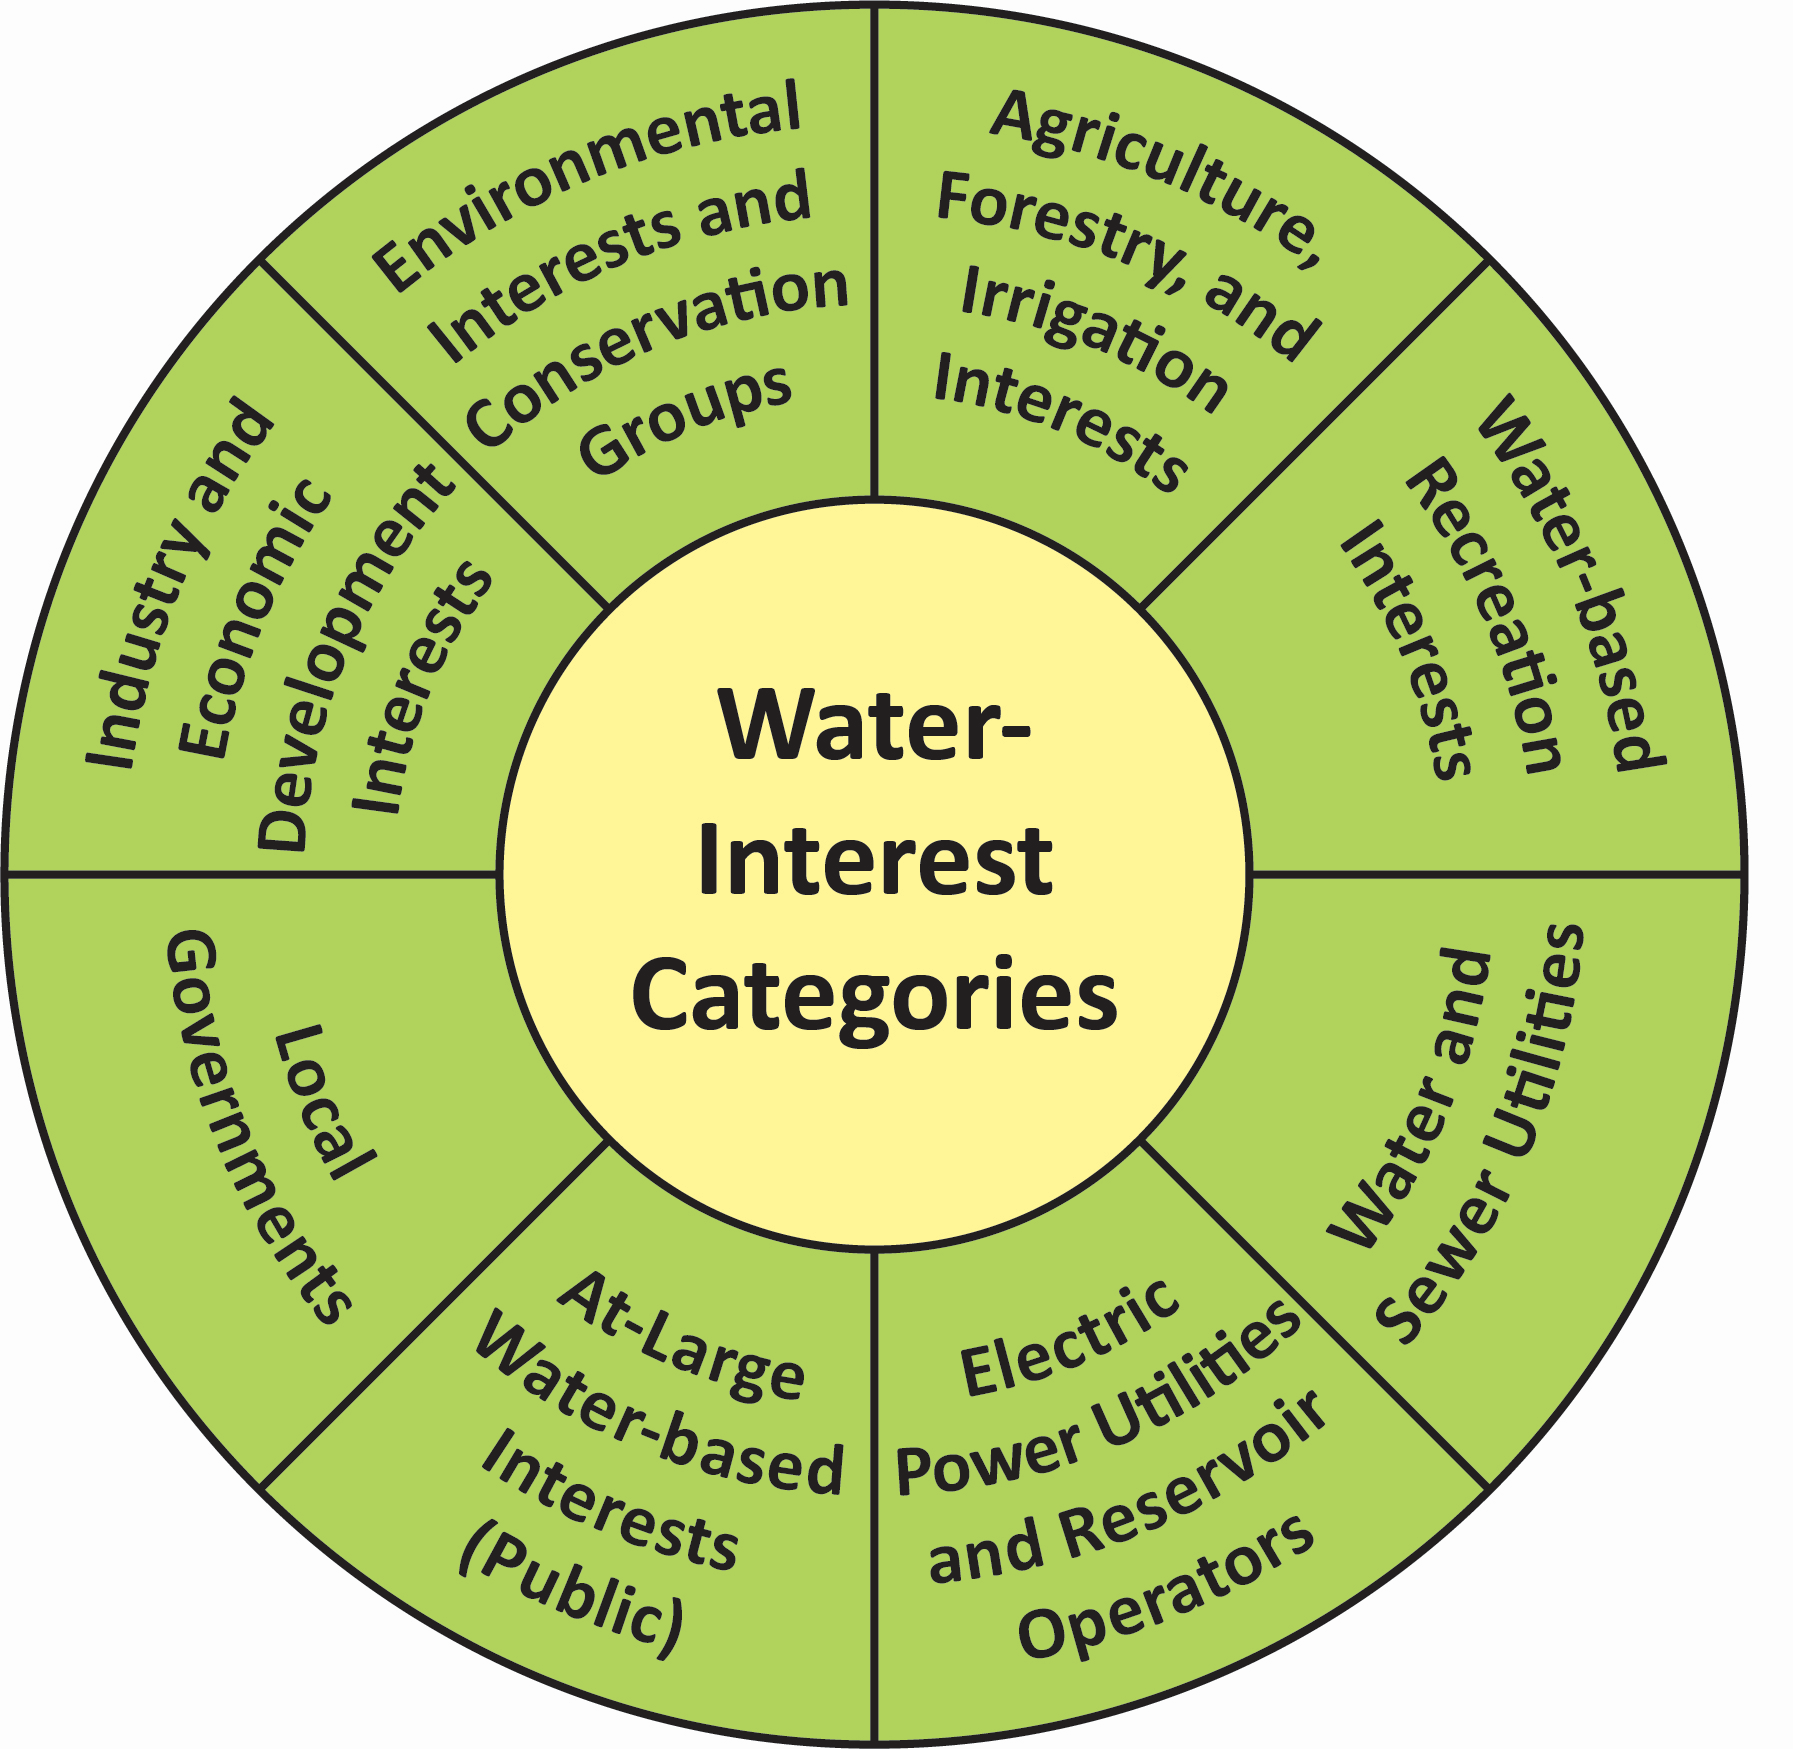 Water-
Interest
Categories
Agriculture,
Forestry, and
Irrigation
Interests
Water-based
Recreation
Interests
Water and
Sewer Utilities
Electric
Power Utilities
and Reservoir
Operators
At-Large
Water-based
Interests
(Public)
Local
Governments
Industry and
Economic
Development
Interests
Environmental
Interests and
Conservation
Groups